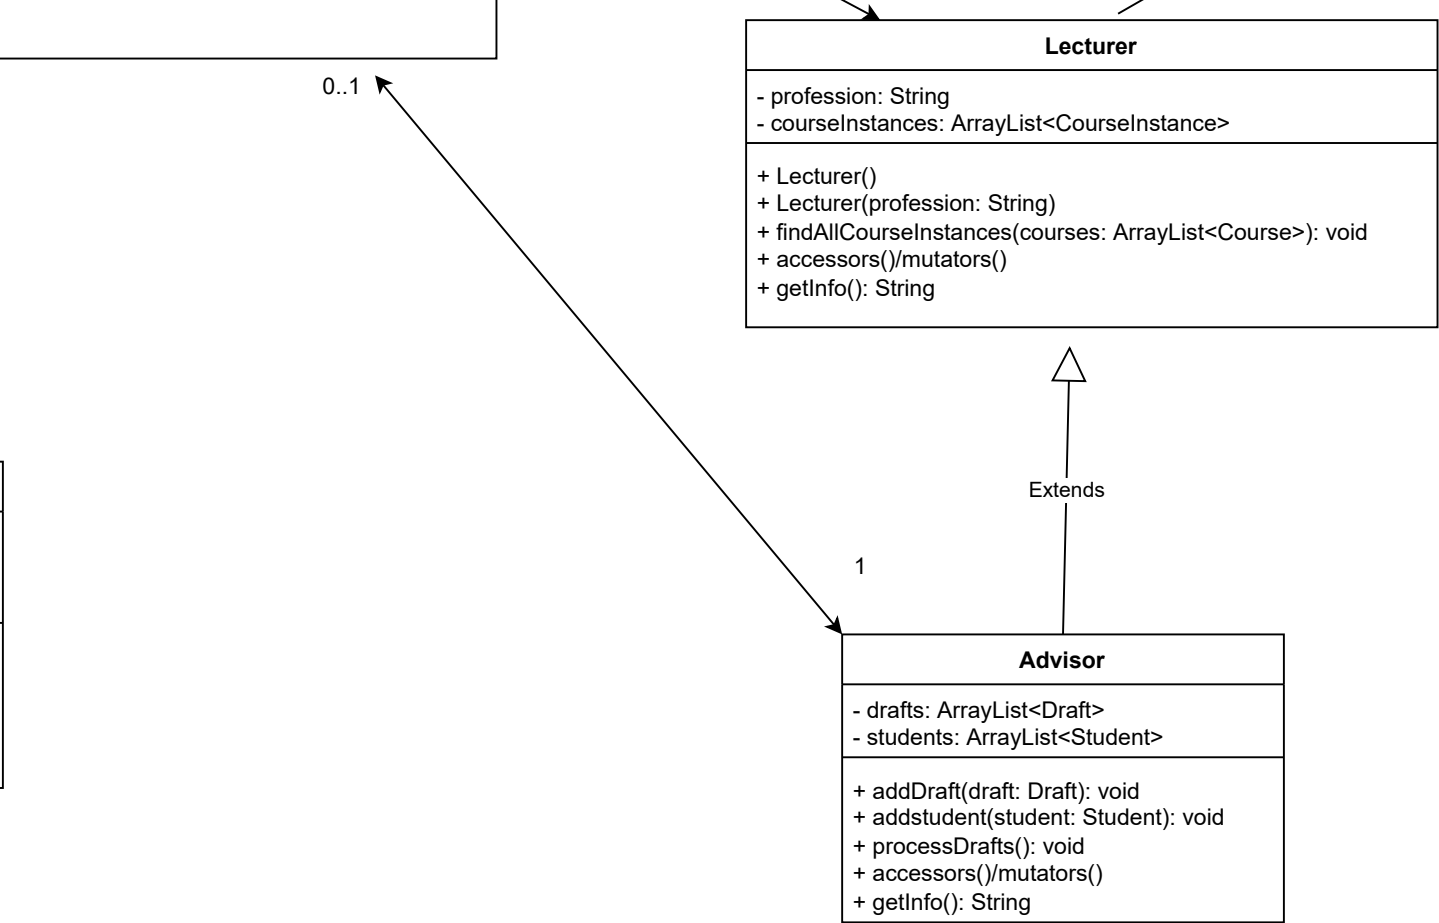 0..1
Lecturer
- profession: String
- courseInstances: ArrayList<CourseInstance>
+ Lecturer()
+ Lecturer(profession: String)
+ findAllCourseInstances(courses: ArrayList<Course>): void
+ accessors()/mutators()
+ getInfo(): String
Extends
1
Advisor
- drafts: ArrayList<Draft>
- students: ArrayList<Student>
+ addDraft(draft: Draft): void
+ addstudent(student: Student): void
+ processDrafts(): void
+ accessors()/mutators()
+ getInfo(): String